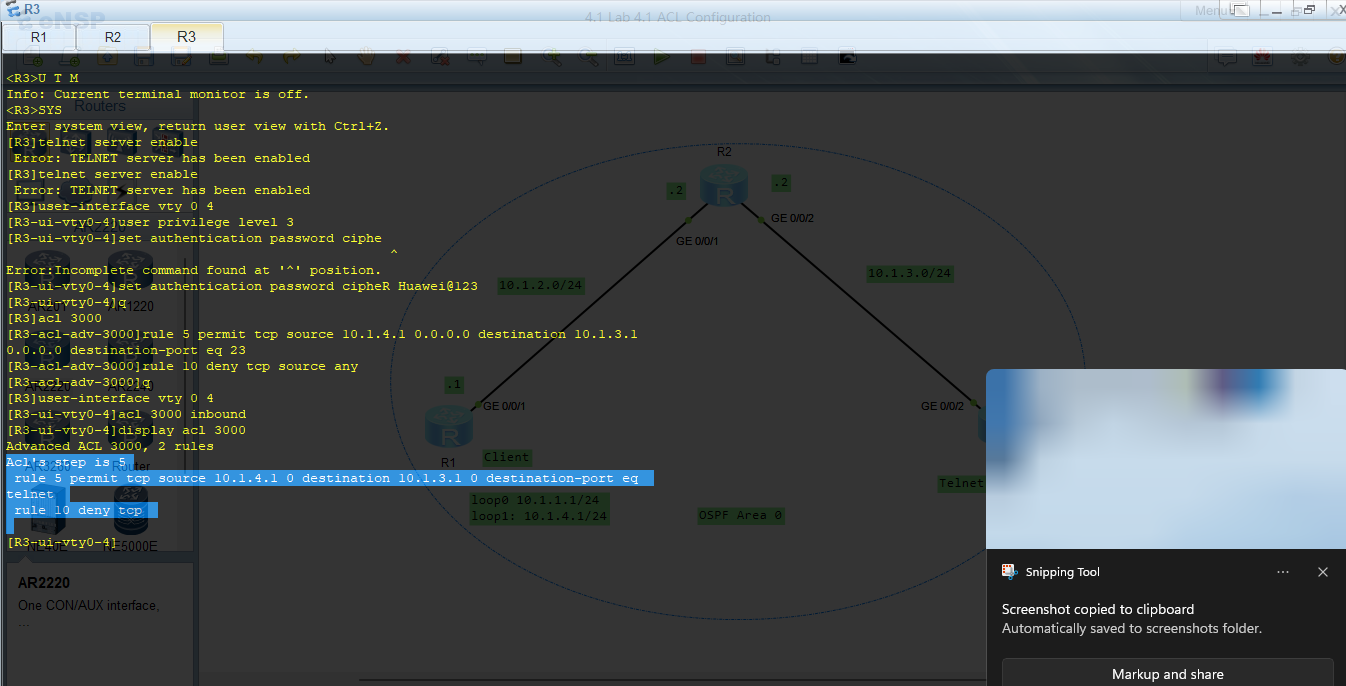 R3
eNSP
4.1 Lab 4.1 ACL Configuration
Menu
R1
R2
R3
<R3>U T M
Info: Current terminal monitor is off.
<R3>SYS
Enter system view, return user view with Ctrl+Z.
[R3]telnet server enable
Error: TELNET server has been enabled
[R3]telnet server enable
Error: TELNET server has been enabled
[R3]user-interface vty 0 4
[R3-ui-vty0-4]user privilege level 3
[R3-ui-vty0-4]set authentication password ciphe
^
Error:Incomplete command found at '^' position.
[R3-ui-vty0-4]set authentication password cipheR Huawei@123
[R3-ui-vty0-4]q
[R3]acl 3000
[R3-acl-adv-3000]rule 5 permit tcp source 10.1.4.1 0.0.0.0 destination 10.1.3.1
0.0.0.0 destination-port eq 23
[R3-acl-adv-3000]rule 10 deny tcp source any
[R3-acl-adv-3000]q
[R3]user-interface vty 0 4
[R3-ui-vty0-4]acl 3000 inbound
[R3-ui-vty0-4]display acl 3000
Advanced ACL 3000, 2 rules
Acl's step is 5
rule 5 permit tcp source 10.1.4.1 0 destination 10.1.3.1 0 destination-port eq
telnet
rule 10 deny tcp
[R3-ui-vty0-4]
Routers
AR1220
Router
NE40E
NE5000E
AR2220
One CON/AUX interface,
...
R2
.2
.2
GE 0/0/2
GE 0/0/1
10.1.3.0/24
10.1.2.0/24
.1
GE 0/0/1
GE 0/0/2
R1
Client
Telnet
loop0 10.1.1.1/24
loop1: 10.1.4.1/24
OSPF Area 0
Snipping Tool
Screenshot copied to clipboard
Automatically saved to screenshots folder.
Markup and share